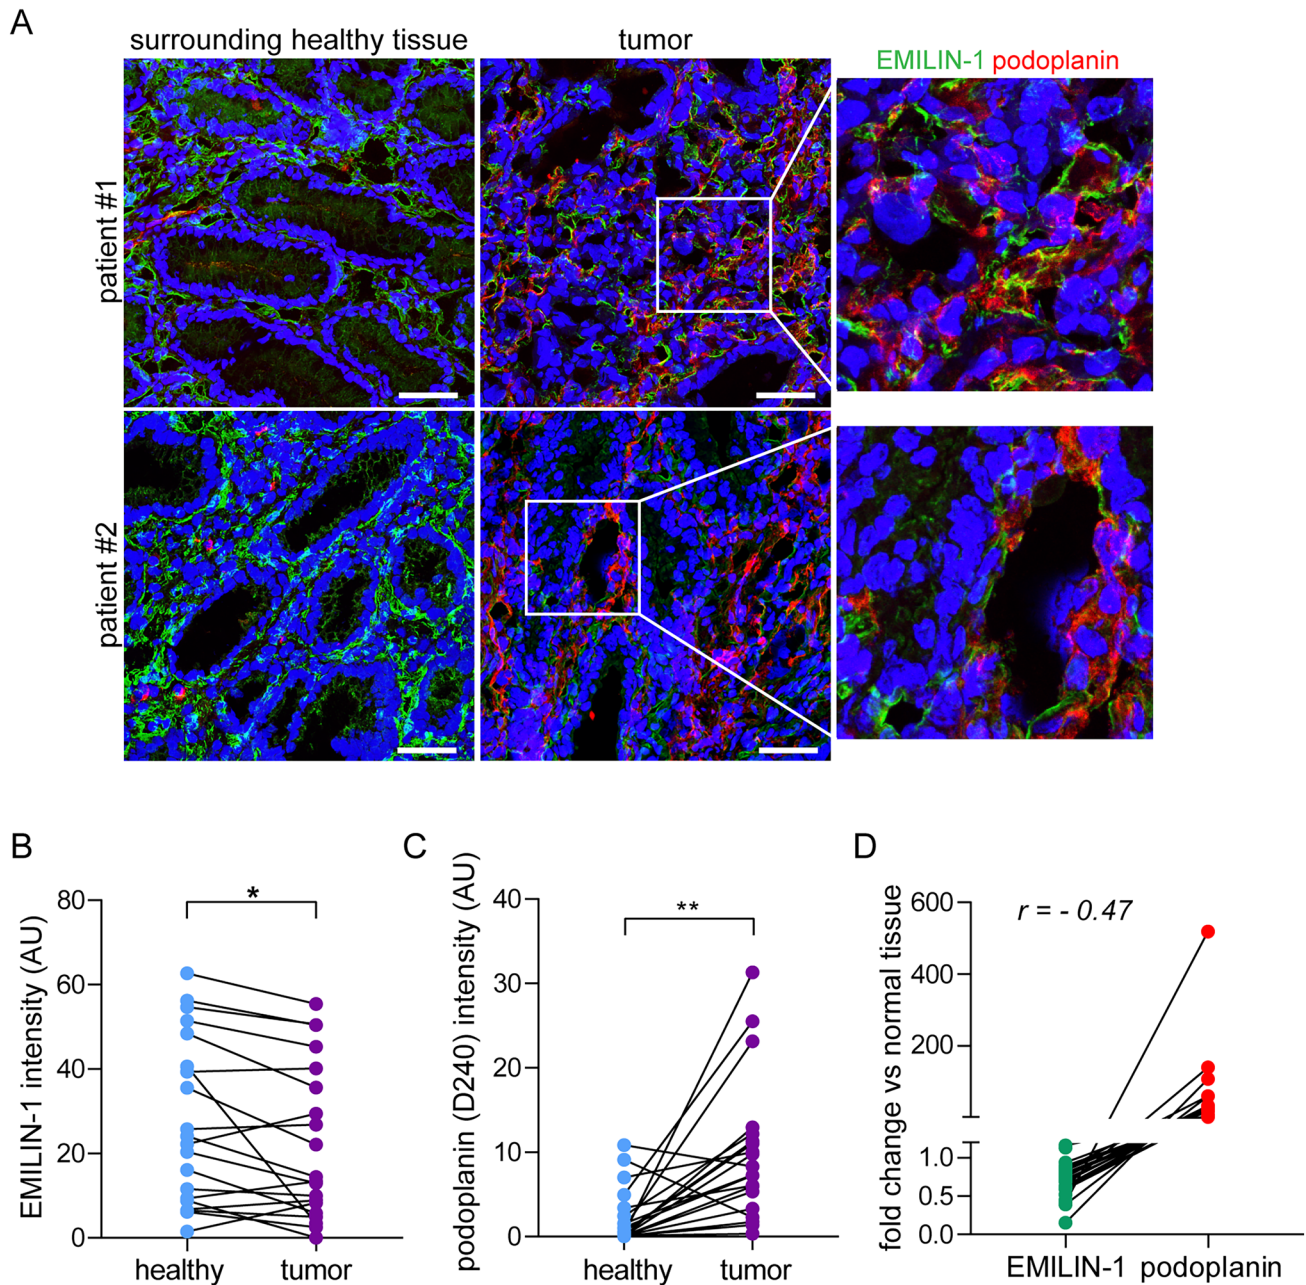 A
surrounding healthy tissue
tumor
EMILIN-1 podoplanin
patient #1
patient #2
B
EMILIN-1 intensity (AU)
80
60
40
20
0
*
healthy
tumor
C
podoplanin (D240) intensity (AU)
40
30
20
10
0
**
healthy
tumor
D
fold change vs normal tissue
600
400
200
1.0
0.5
0.0
r = - 0.47
EMILIN-1
podoplanin